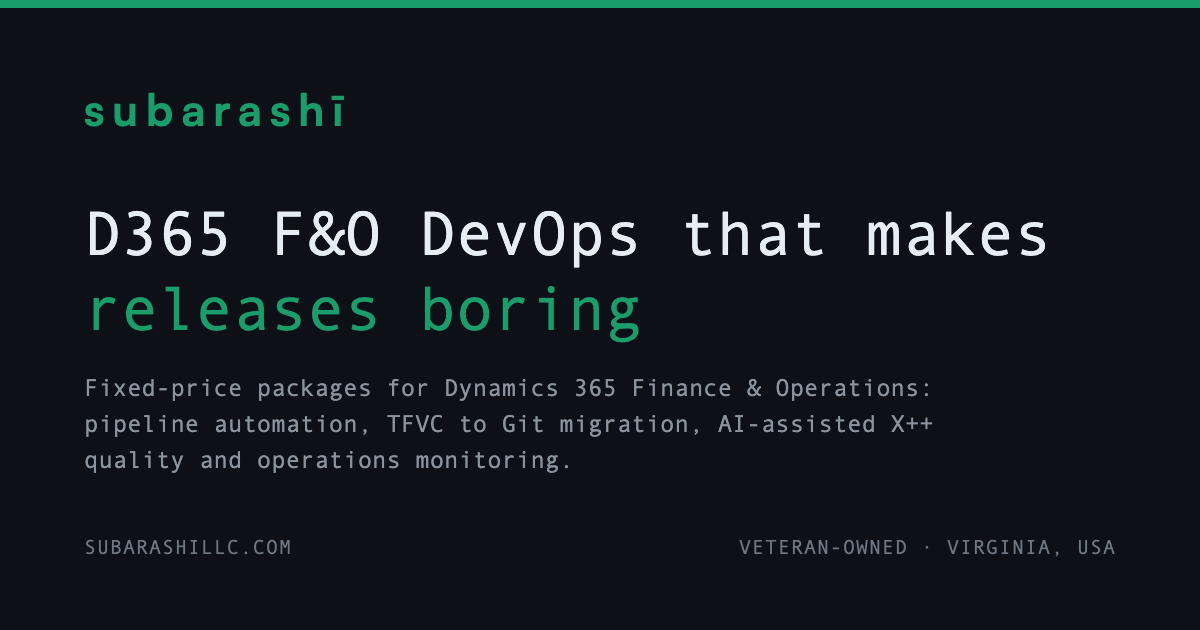 subarashī
D365 F&O DevOps that makes
releases boring
Fixed-price packages for Dynamics 365 Finance & Operations:
pipeline automation, TFVC to Git migration, AI-assisted X++
quality and operations monitoring.
SUBARASHILLC.COM
VETERAN-OWNED · VIRGINIA, USA